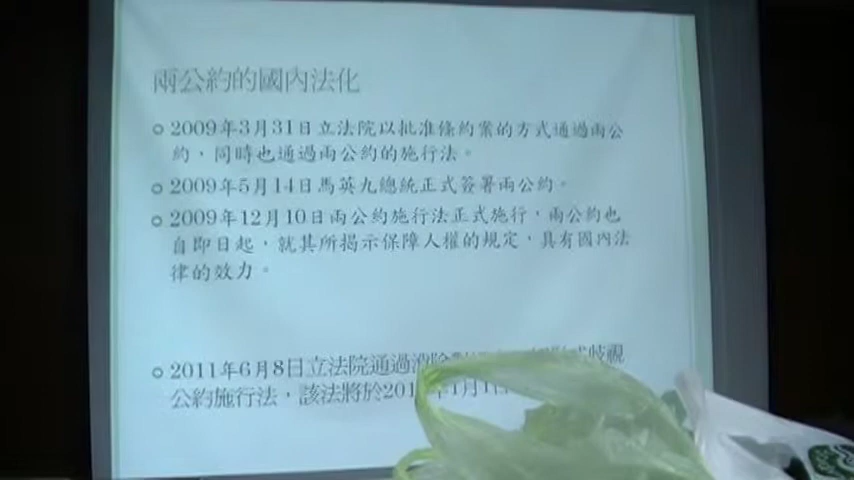 兩公約的國內法化
2009年3月31日立法院以批准條約案的方式通過兩公
約，同時也通過兩公約的施行法。
2009年5月14日馬英九總統正式簽署兩公約。
2009年12月10日兩公約施行法正式施行，兩公約也
自即日起，就其所揭示保障人權的規定，具有國內法
律的效力。
2011年6月8日立法院通過消除 歧視
公約施行法，該法將於 年1月1